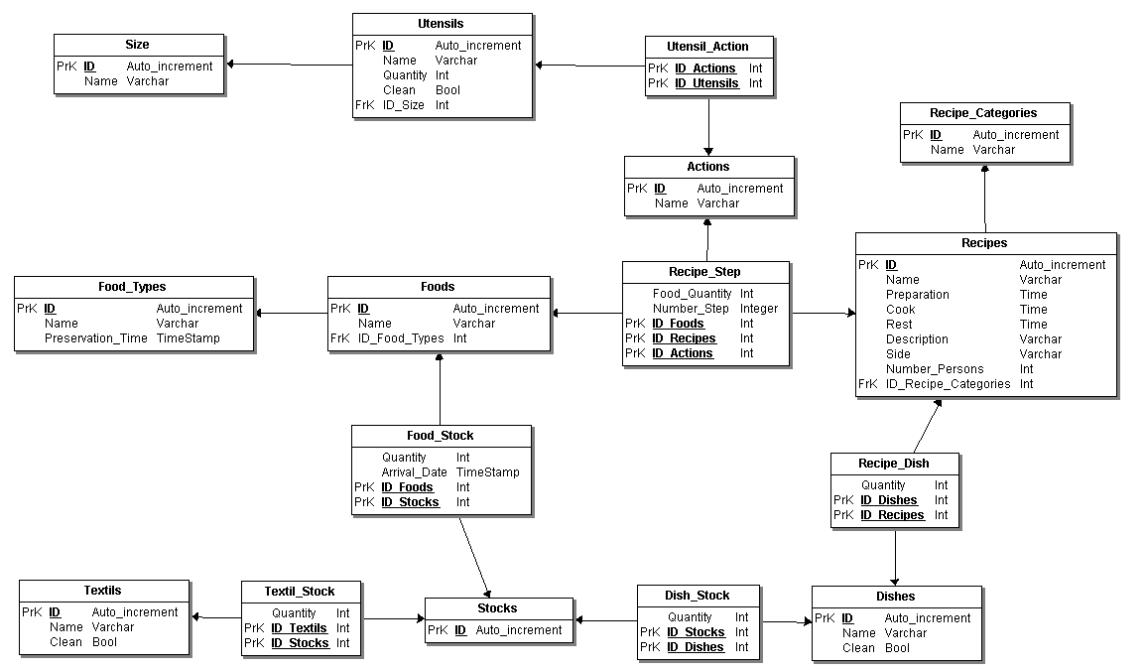 Size
PrK ID Auto_increment
Name Varchar
Utensils
PrK ID Auto_increment
Name Varchar
Quantity Int
Clean Bool
FrK ID_Size Int
Utensil_Action
PrK ID_Actions Int
PrK ID_Utensils Int
Recipe_Categories
PrK ID Auto_increment
Name Varchar
Actions
PrK ID Auto_increment
Name Varchar
Food_Types
PrK ID Auto_increment
Name Varchar
Preservation_Time TimeStamp
Foods
PrK ID Auto_increment
Name Varchar
FrK ID_Food_Types Int
Recipe_Step
Food_Quantity Int
Number_Step Integer
PrK ID_Foods Int
PrK ID_Recipes Int
PrK ID_Actions Int
Recipes
PrK ID Auto_increment
Name Varchar
Preparation Time
Cook Time
Rest Time
Description Varchar
Side Varchar
Number_Persons Int
FrK ID_Recipe_Categories Int
Food_Stock
Quantity Int
Arrival_Date TimeStamp
PrK ID_Foods Int
PrK ID_Stocks Int
Recipe_Dish
Quantity Int
PrK ID_Dishes Int
PrK ID_Recipes Int
Textils
PrK ID Auto_increment
Name Varchar
Clean Bool
Textil_Stock
Quantity Int
PrK ID_Textils Int
PrK ID_Stocks Int
Stocks
PrK ID Auto_increment
Dish_Stock
Quantity Int
PrK ID_Stocks Int
PrK ID_Dishes Int
Dishes
PrK ID Auto_increment
Name Varchar
Clean Bool